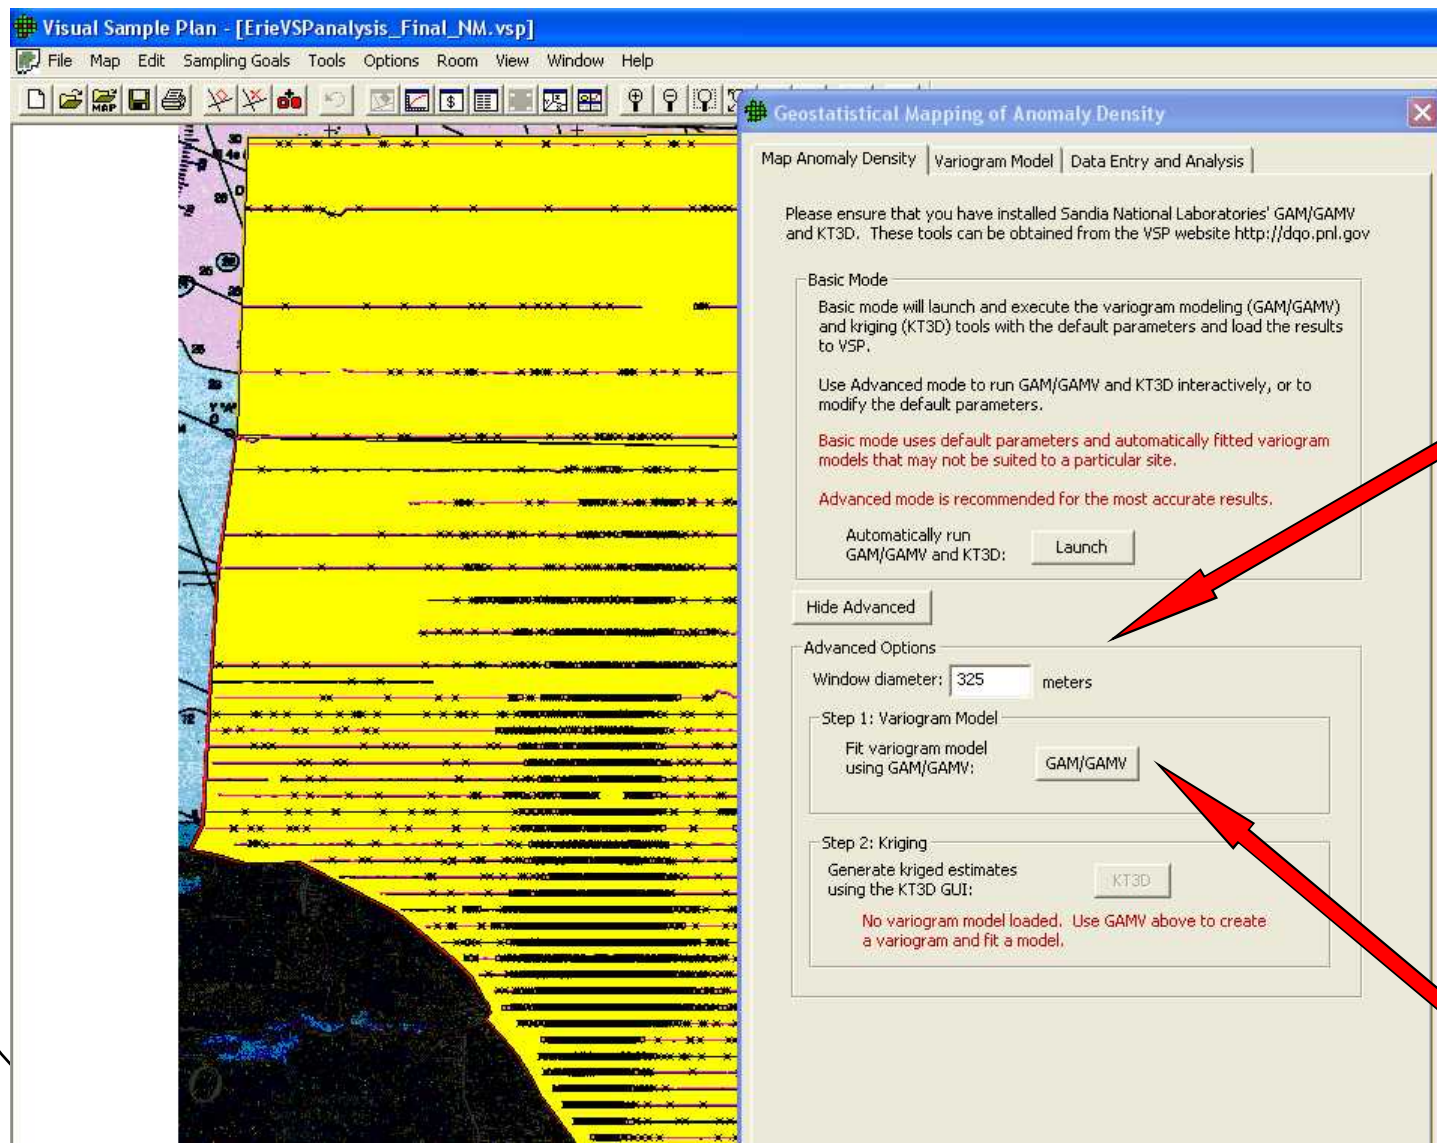 Visual Sample Plan - [ErieVSPanalysis_Final_NM.vsp]
File Map Edit Sampling Goals Tools Options Room View Window Help
MAP
Geostatistical Mapping of Anomaly Density
Map Anomaly Density Variogram Model Data Entry and Analysis
Please ensure that you have installed Sandia National Laboratories' GAM/GAMV
and KT3D. These tools can be obtained from the VSP website http://dqo.pnl.gov
Basic Mode
Basic mode will launch and execute the variogram modeling (GAM/GAMV)
and kriging (KT3D) tools with the default parameters and load the results
to VSP.
Use Advanced mode to run GAM/GAMV and KT3D interactively, or to
modify the default parameters.
Basic mode uses default parameters and automatically fitted variogram
models that may not be suited to a particular site.
Advanced mode is recommended for the most accurate results.
Automatically run
GAM/GAMV and KT3D: Launch
Hide Advanced
Advanced Options
Window diameter: 325 meters
Step 1: Variogram Model
Fit variogram model
using GAM/GAMV: GAM/GAMV
Step 2: Kriging
Generate kriged estimates
using the KT3D GUI: KT3D
No variogram model loaded. Use GAMV above to create
a variogram and fit a model.